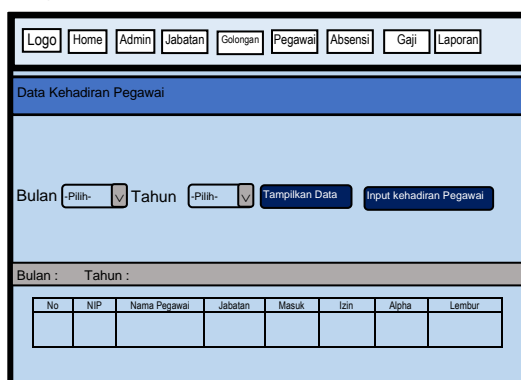 Logo Home Admin Jabatan Golongan Pegawai Absensi Gaji Laporan
Data Kehadiran Pegawai
Bulan -Pilih- Tahun -Pilih- Tampilkan Data Input kehadiran Pegawai
Bulan : Tahun :
No NIP Nama Pegawai Jabatan Masuk Izin Alpha Lembur